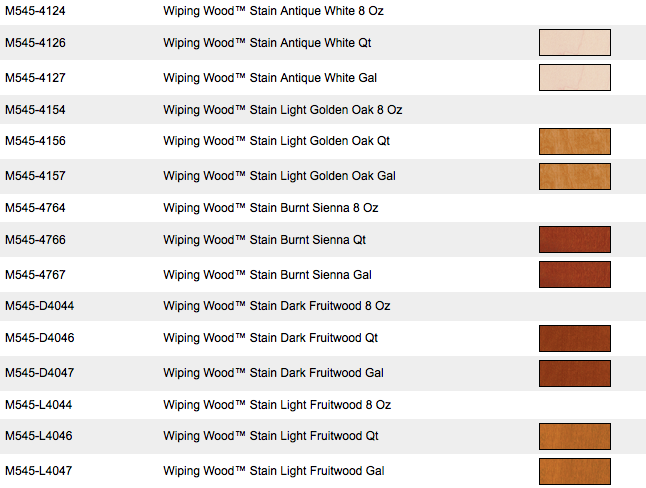 M545-4124 Wiping Wood™ Stain Antique White 8 Oz
M545-4126 Wiping Wood™ Stain Antique White Qt
M545-4127 Wiping Wood™ Stain Antique White Gal
M545-4154 Wiping Wood™ Stain Light Golden Oak 8 Oz
M545-4156 Wiping Wood™ Stain Light Golden Oak Qt
M545-4157 Wiping Wood™ Stain Light Golden Oak Gal
M545-4764 Wiping Wood™ Stain Burnt Sienna 8 Oz
M545-4766 Wiping Wood™ Stain Burnt Sienna Qt
M545-4767 Wiping Wood™ Stain Burnt Sienna Gal
M545-D4044 Wiping Wood™ Stain Dark Fruitwood 8 Oz
M545-D4046 Wiping Wood™ Stain Dark Fruitwood Qt
M545-D4047 Wiping Wood™ Stain Dark Fruitwood Gal
M545-L4044 Wiping Wood™ Stain Light Fruitwood 8 Oz
M545-L4046 Wiping Wood™ Stain Light Fruitwood Qt
M545-L4047 Wiping Wood™ Stain Light Fruitwood Gal